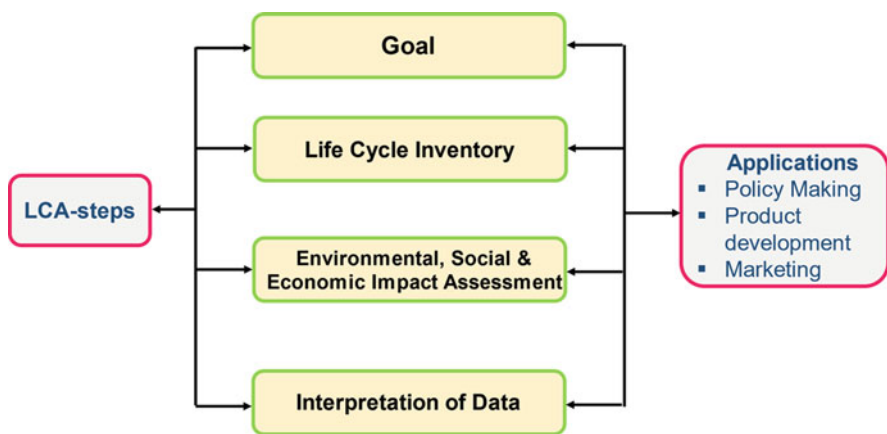 Goal
Life Cycle Inventory
LCA-steps
Environmental, Social &
Economic Impact Assessment
Interpretation of Data
Applications
▪ Policy Making
▪ Product
development
▪ Marketing